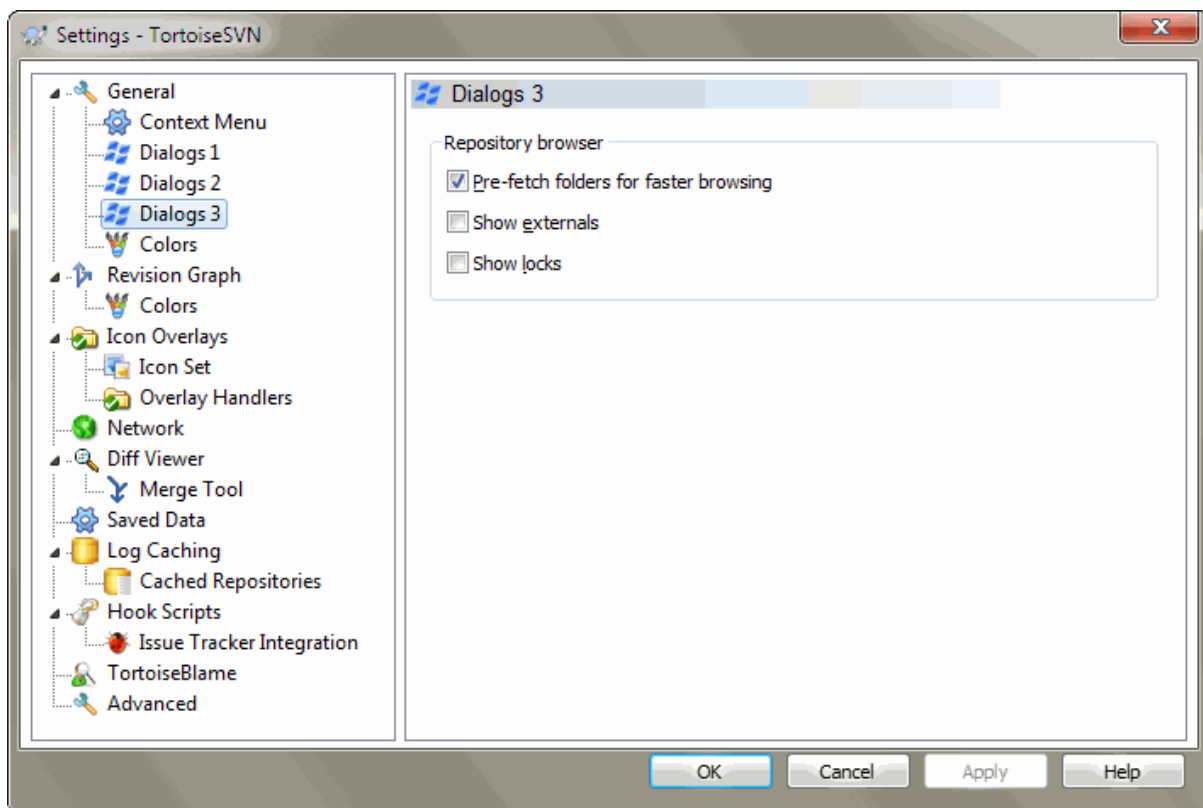 Settings - TortoiseSVN
General
Context Menu
Dialogs 1
Dialogs 2
Dialogs 3
Colors
Revision Graph
Colors
Icon Overlays
Icon Set
Overlay Handlers
Network
Diff Viewer
Merge Tool
Saved Data
Log Caching
Cached Repositories
Hook Scripts
Issue Tracker Integration
TortoiseBlame
Advanced
Dialogs 3
Repository browser
Pre-fetch folders for faster browsing
Show externals
Show locks
OK
Cancel
Apply
Help